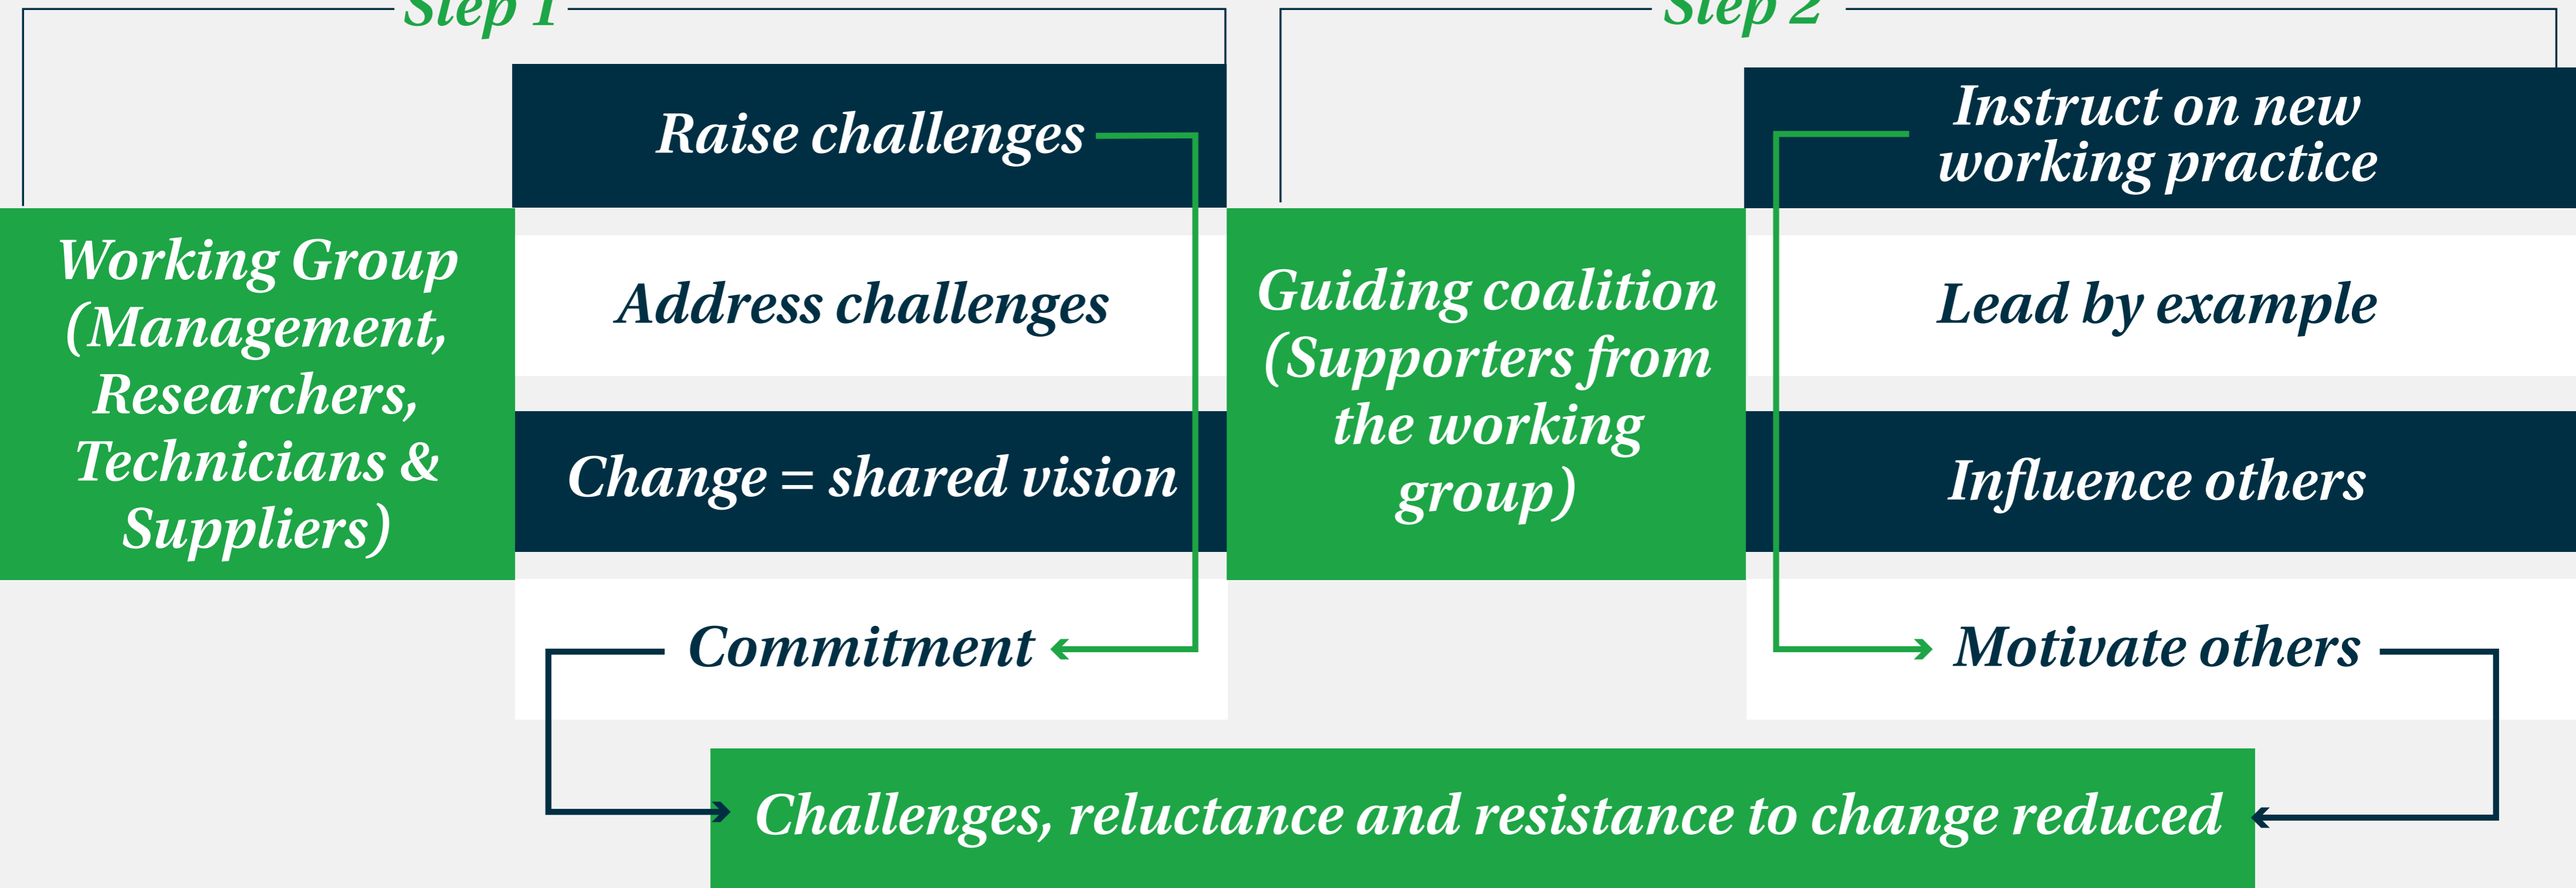 Step 1
Step 2
Raise challenges
Instruct on new
working practice
Working Group
(Management,
Researchers,
Technicians &
Suppliers)
Address challenges
Change = shared vision
Commitment
Guiding coalition
(Supporters from
the working
group)
Lead by example
Influence others
Motivate others
Challenges, reluctance and resistance to change reduced